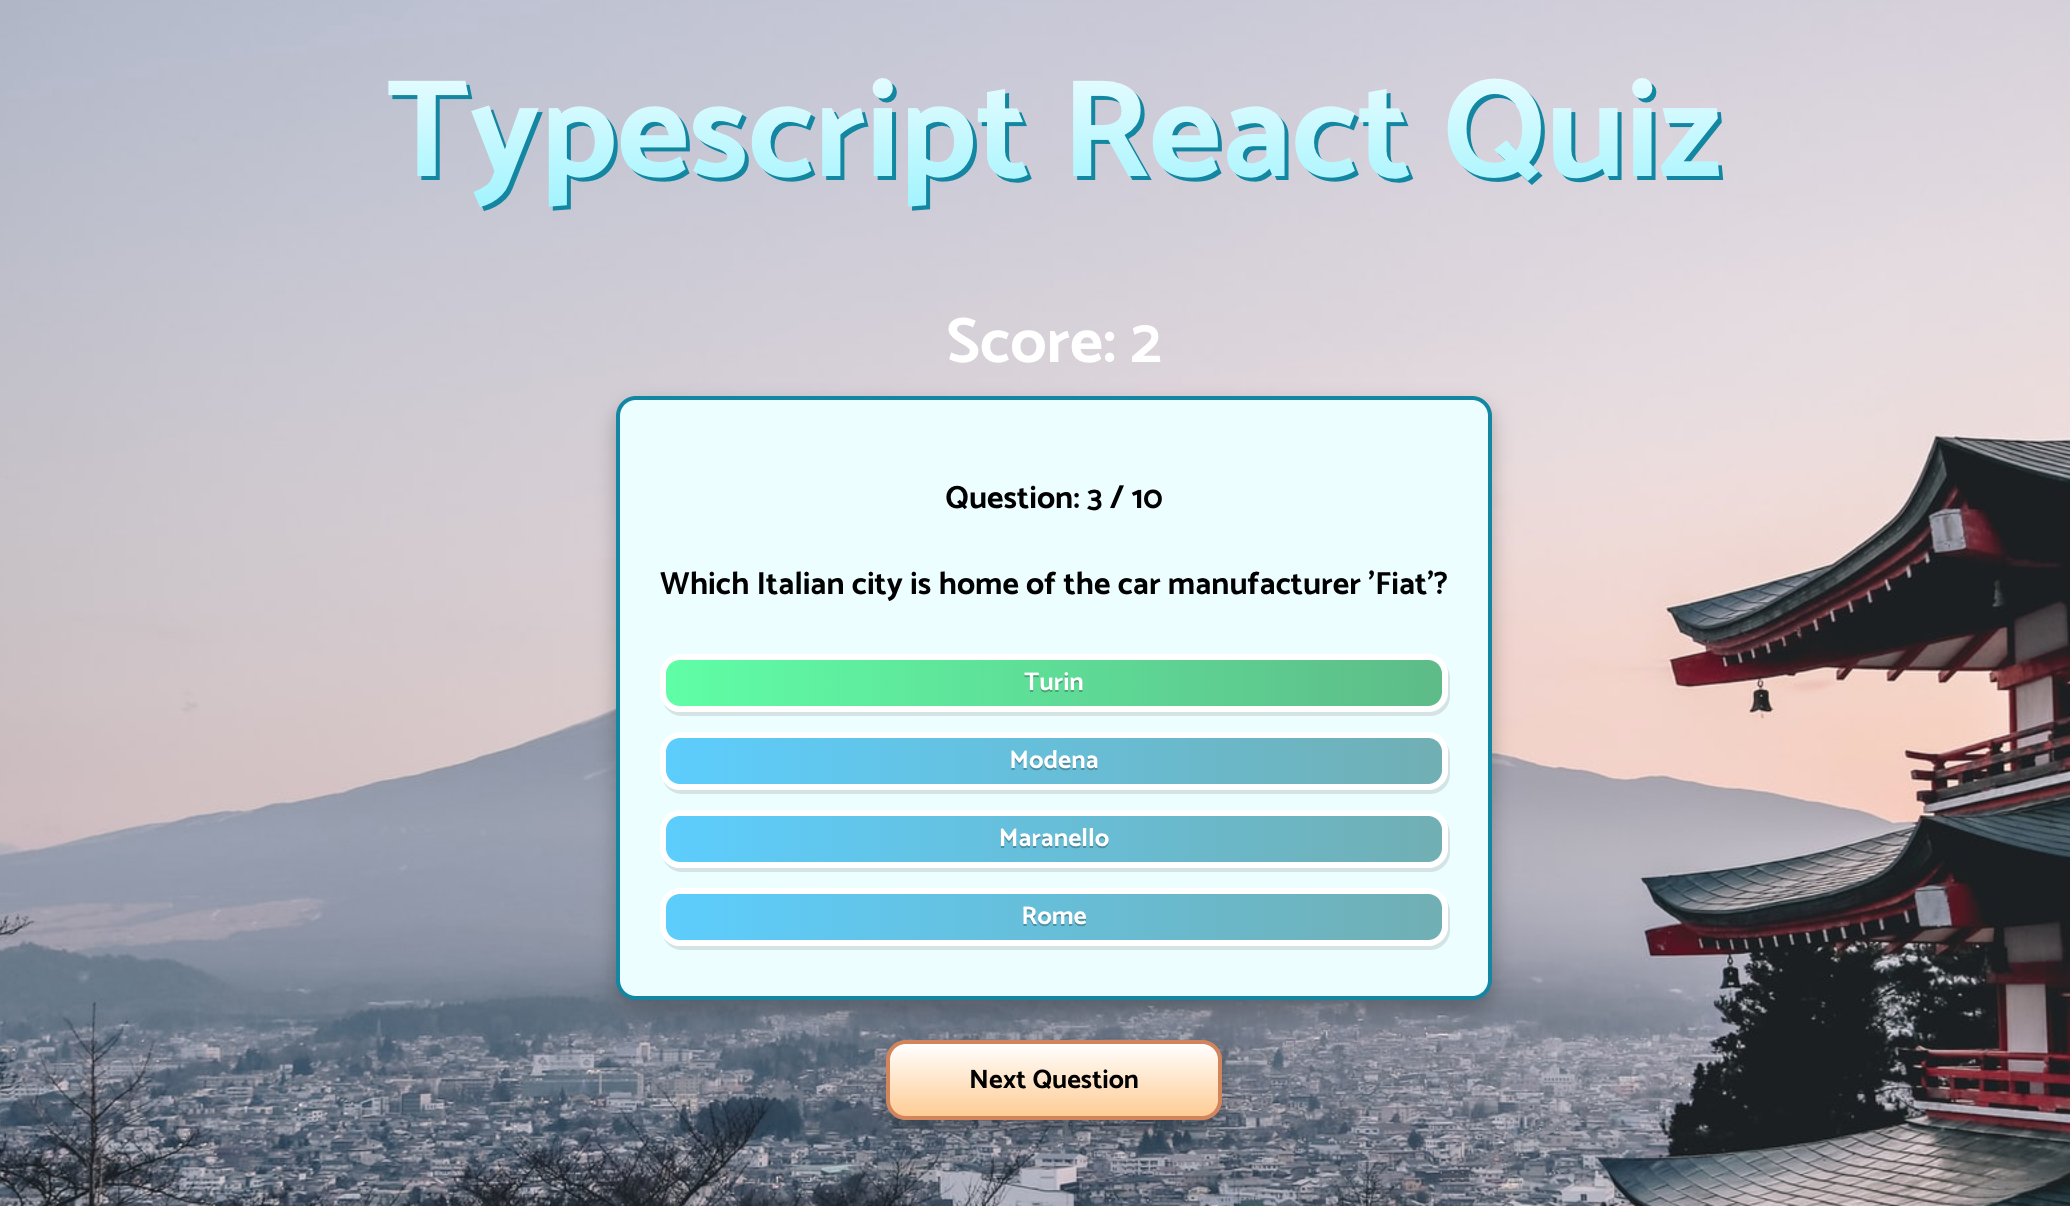 Typescript React Quiz
Score: 2
Question: 3 / 10
Which Italian city is home of the car manufacturer 'Fiat'?
Turin
Modena
Maranello
Rome
Next Question